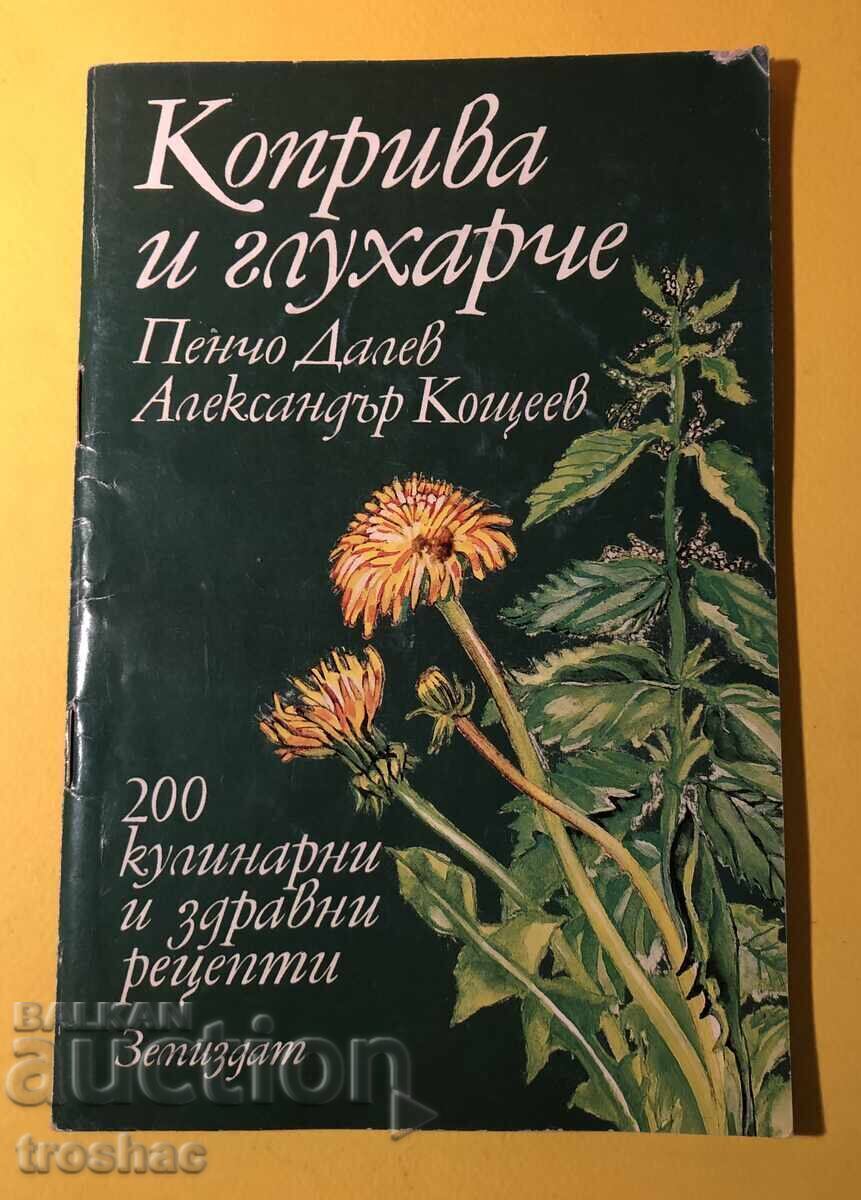 Коприва
и глухарче
Пенчо Далев
Александър Кощеев
200
кулинарни
и здравни
рецепти
Земиздат
BALKAN
auction
troshac